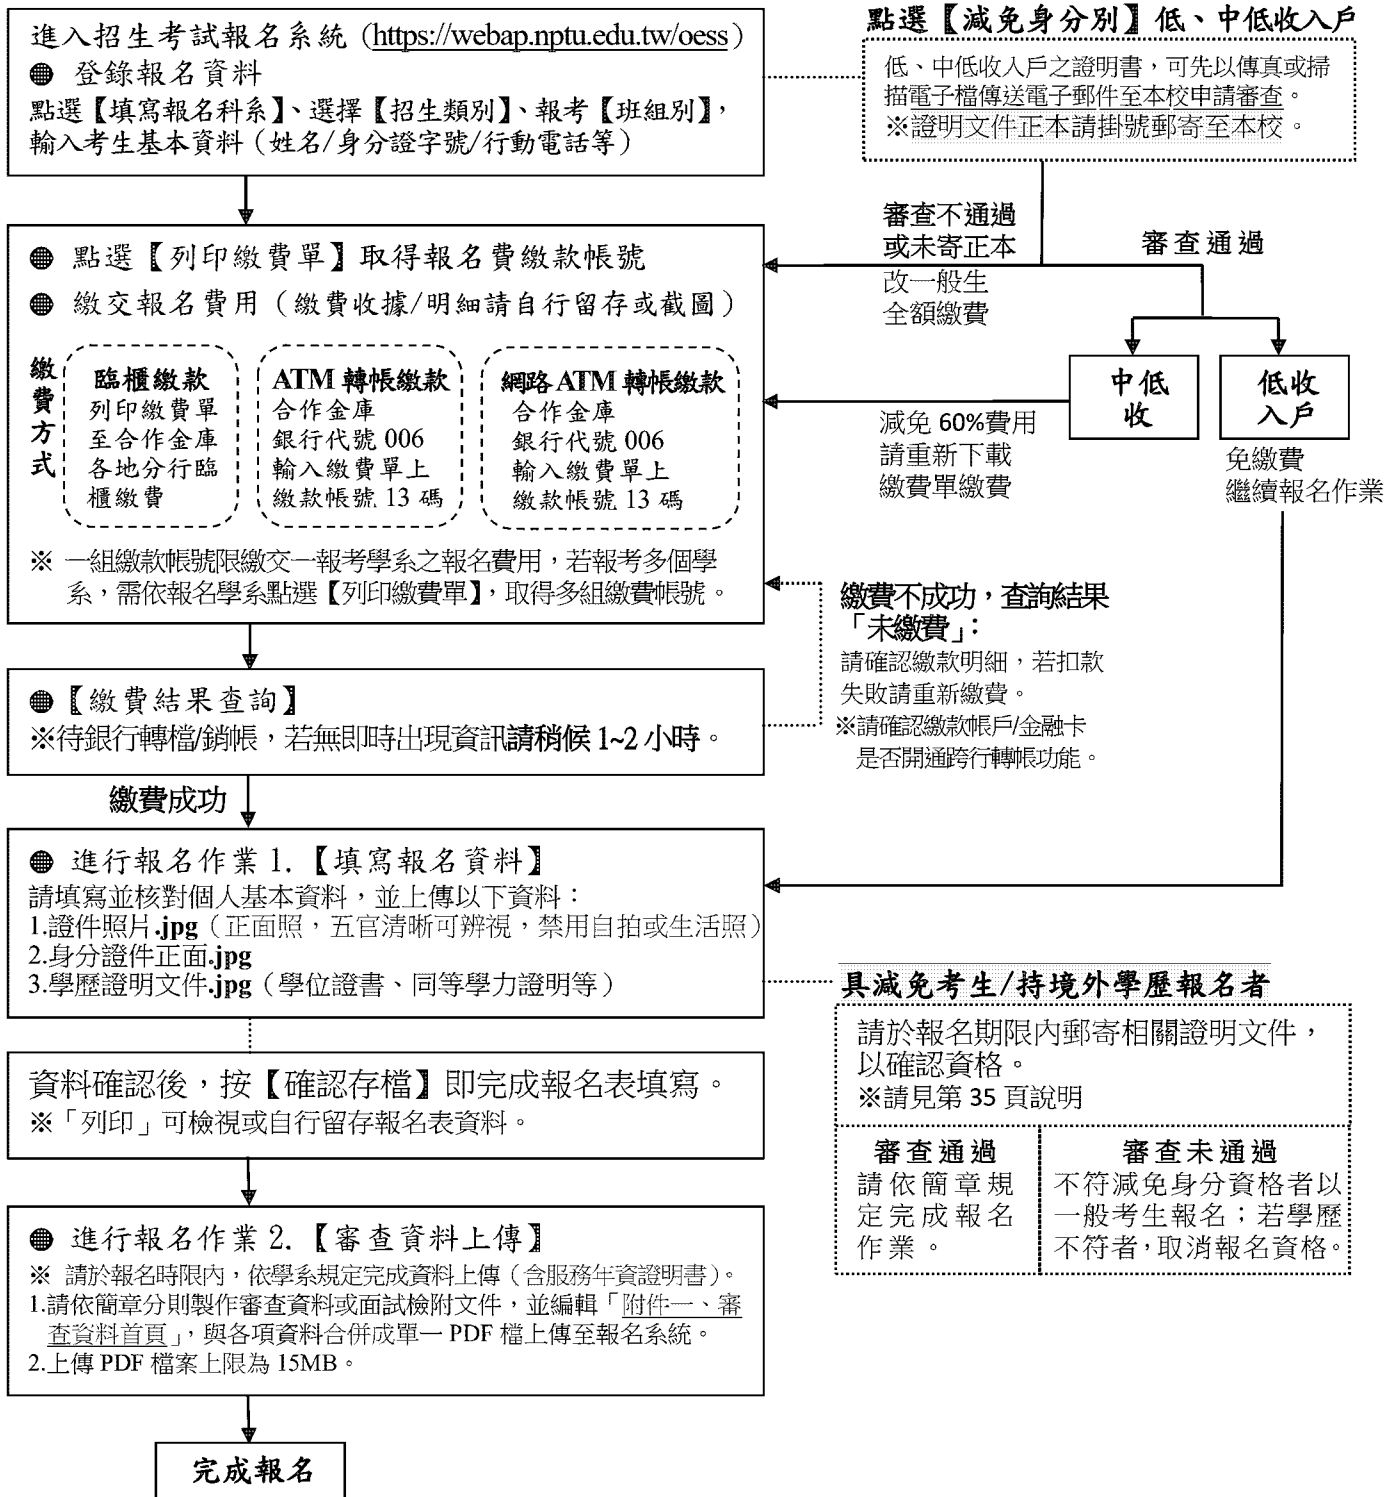 進入招生考試報名系統（https://webap.nptu.edu.tw/oess）
● 登錄報名資料
點選【填寫報名科系】、選擇【招生類別】、報考【班組別】，
輸入考生基本資料（姓名/身分證字號/行動電話等）
點選【減免身分別】低、中低收入戶
低、中低收入戶之證明書，可先以傳真或掃
描電子檔傳送電子郵件至本校申請審查。
※證明文件正本請掛號郵寄至本校。
審查不通過
或未寄正本
改一般生
全額繳費
審查通過
● 點選【列印繳費單】取得報名費繳款帳號
● 繳交報名費用（繳費收據/明細請自行留存或截圖）
繳費方式
臨櫃繳款
列印繳費單
至合作金庫
各地分行臨
櫃繳費
ATM 轉帳繳款
合作金庫
銀行代號 006
輸入繳費單上
繳款帳號 13 碼
網路 ATM 轉帳繳款
合作金庫
銀行代號 006
輸入繳費單上
繳款帳號 13 碼
※ 一組繳款帳號限繳交一報考學系之報名費用，若報考多個學
系，需依報名學系點選【列印繳費單】，取得多組繳費帳號。
中低
收
低收
入戶
減免 60%費用
請重新下載
繳費單繳費
免繳費
繼續報名作業
繳費不成功，查詢結果
「未繳費」：
請確認繳款明細，若扣款
失敗請重新繳費。
※請確認繳款帳戶/金融卡
是否開通跨行轉帳功能。
●【繳費結果查詢】
※待銀行轉檔/銷帳，若無即時出現資訊請稍候 1~2 小時。
繳費成功
● 進行報名作業 1.【填寫報名資料】
請填寫並核對個人基本資料，並上傳以下資料：
1.證件照片.jpg（正面照，五官清晰可辨視，禁用自拍或生活照）
2.身分證件正面.jpg
3.學歷證明文件.jpg（學位證書、同等學力證明等）
具減免考生/持境外學歷報名者
請於報名期限內郵寄相關證明文件，
以確認資格。
※請見第 35 頁說明
審查通過
請依簡章規
定完成報名
作業。
審查未通過
不符減免身分資格者以
一般考生報名；若學歷
不符者，取消報名資格。
資料確認後，按【確認存檔】即完成報名表填寫。
※「列印」可檢視或自行留存報名表資料。
● 進行報名作業 2.【審查資料上傳】
※ 請於報名時限內，依學系規定完成資料上傳（含服務年資證明書）。
1.請依簡章分則製作審查資料或面試檢附文件，並編輯「附件一、審
查資料首頁」，與各項資料合併成單一 PDF 檔上傳至報名系統。
2.上傳 PDF 檔案上限為 15MB。
完成報名